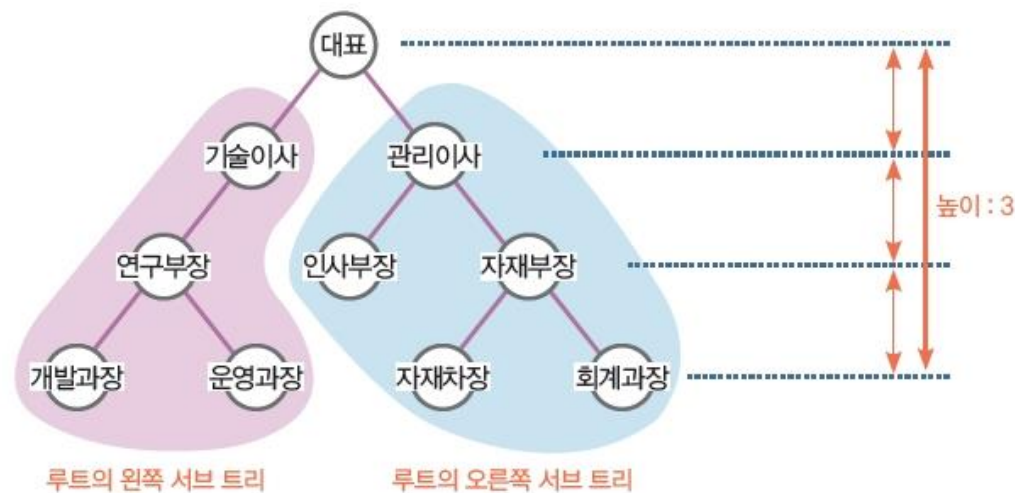 대표
기술이사
관리이사
높이 : 3
연구부장
인사부장
자재부장
개발과장
운영과장
자재차장
회계과장
루트의 왼쪽 서브 트리
루트의 오른쪽 서브 트리